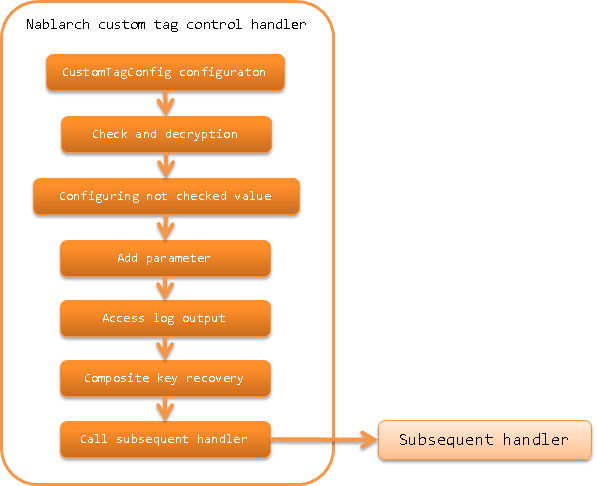 Nablarch custom tag control handler
CustomTagConfig configuraton
Check and decryption
Configuring not checked value
Add parameter
Access log output
Composite key recovery
Call subsequent handler
Subsequent handler